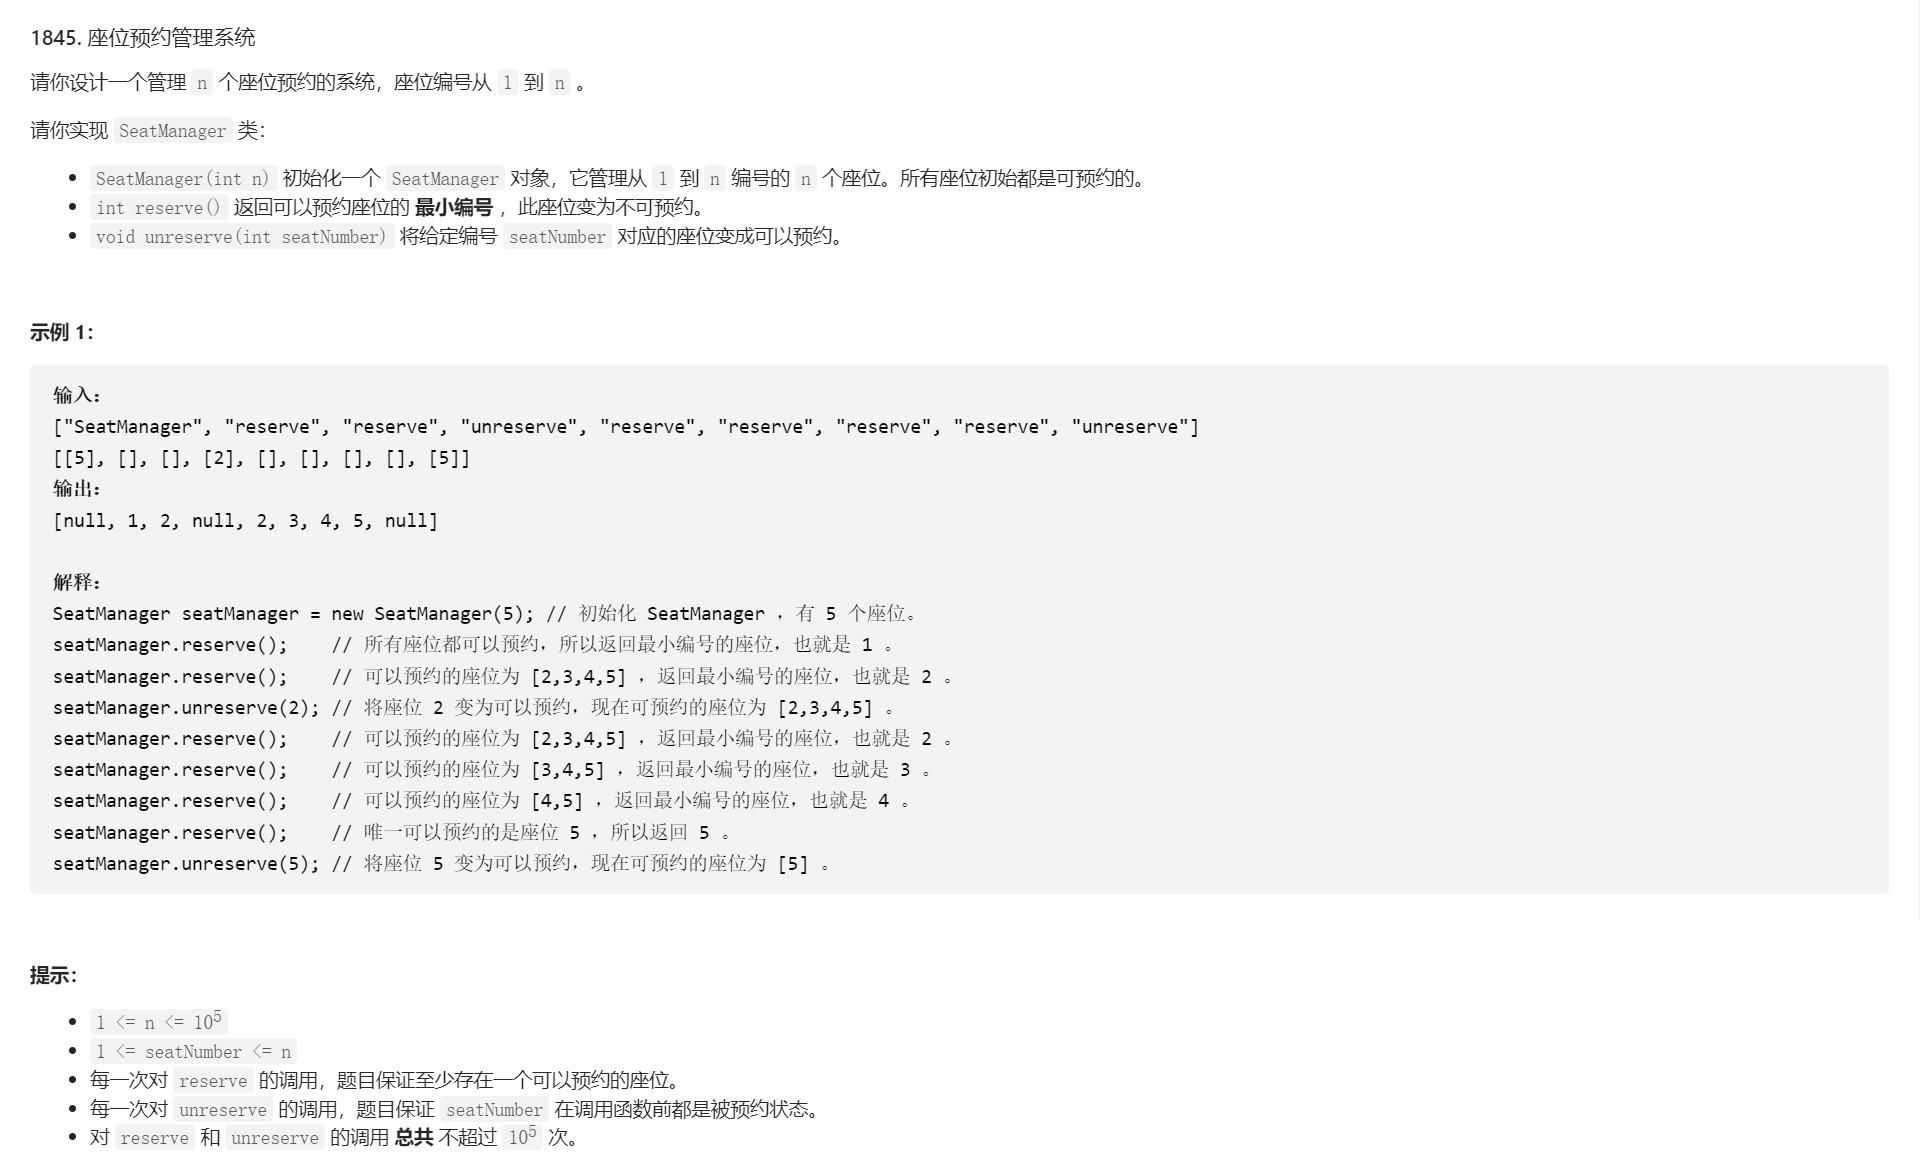 1845. 座位预约管理系统
请你设计一个管理 n 个座位预约的系统，座位编号从 1 到 n 。
请你实现 SeatManager 类：
• SeatManager(int n) 初始化一个 SeatManager 对象，它管理从 1 到 n 编号的 n 个座位。所有座位初始都是可预约的。
• int reserve() 返回可以预约座位的 最小编号 ，此座位变为不可预约。
• void unreserve(int seatNumber) 将给定编号 seatNumber 对应的座位变成可以预约。
示例 1：
输入：
["SeatManager", "reserve", "reserve", "unreserve", "reserve", "reserve", "reserve", "reserve", "unreserve"]
[[5], [], [], [2], [], [], [], [], [5]]
输出：
[null, 1, 2, null, 2, 3, 4, 5, null]
解释：
SeatManager seatManager = new SeatManager(5); // 初始化 SeatManager ，有 5 个座位。
seatManager.reserve();    // 所有座位都可以预约，所以返回最小编号的座位，也就是 1 。
seatManager.reserve();    // 可以预约的座位为 [2,3,4,5] ，返回最小编号的座位，也就是 2 。
seatManager.unreserve(2); // 将座位 2 变为可以预约，现在可预约的座位为 [2,3,4,5] 。
seatManager.reserve();    // 可以预约的座位为 [2,3,4,5] ，返回最小编号的座位，也就是 2 。
seatManager.reserve();    // 可以预约的座位为 [3,4,5] ，返回最小编号的座位，也就是 3 。
seatManager.reserve();    // 可以预约的座位为 [4,5] ，返回最小编号的座位，也就是 4 。
seatManager.reserve();    // 唯一可以预约的是座位 5 ，所以返回 5 。
seatManager.unreserve(5); // 将座位 5 变为可以预约，现在可预约的座位为 [5] 。
提示：
• 1 <= n <= 10⁵
• 1 <= seatNumber <= n
• 每一次对 reserve 的调用，题目保证至少存在一个可以预约的座位。
• 每一次对 unreserve 的调用，题目保证 seatNumber 在调用函数前都是被预约状态。
• 对 reserve 和 unreserve 的调用 总共 不超过 10⁵ 次。